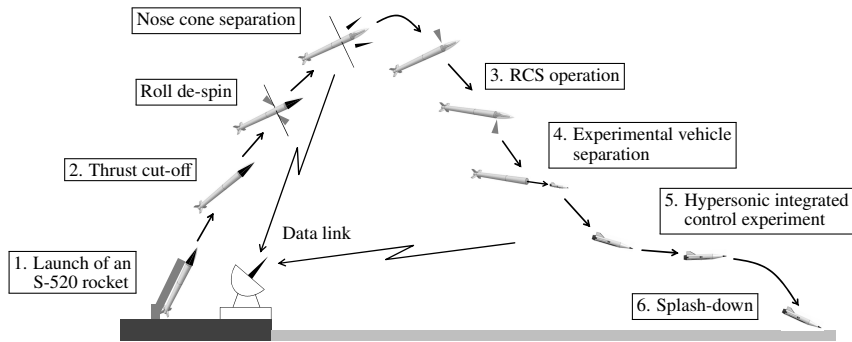 Nose cone separation
Roll de-spin
2. Thrust cut-off
1. Launch of an
S-520 rocket
Data link
3. RCS operation
4. Experimental vehicle
separation
5. Hypersonic integrated
control experiment
6. Splash-down